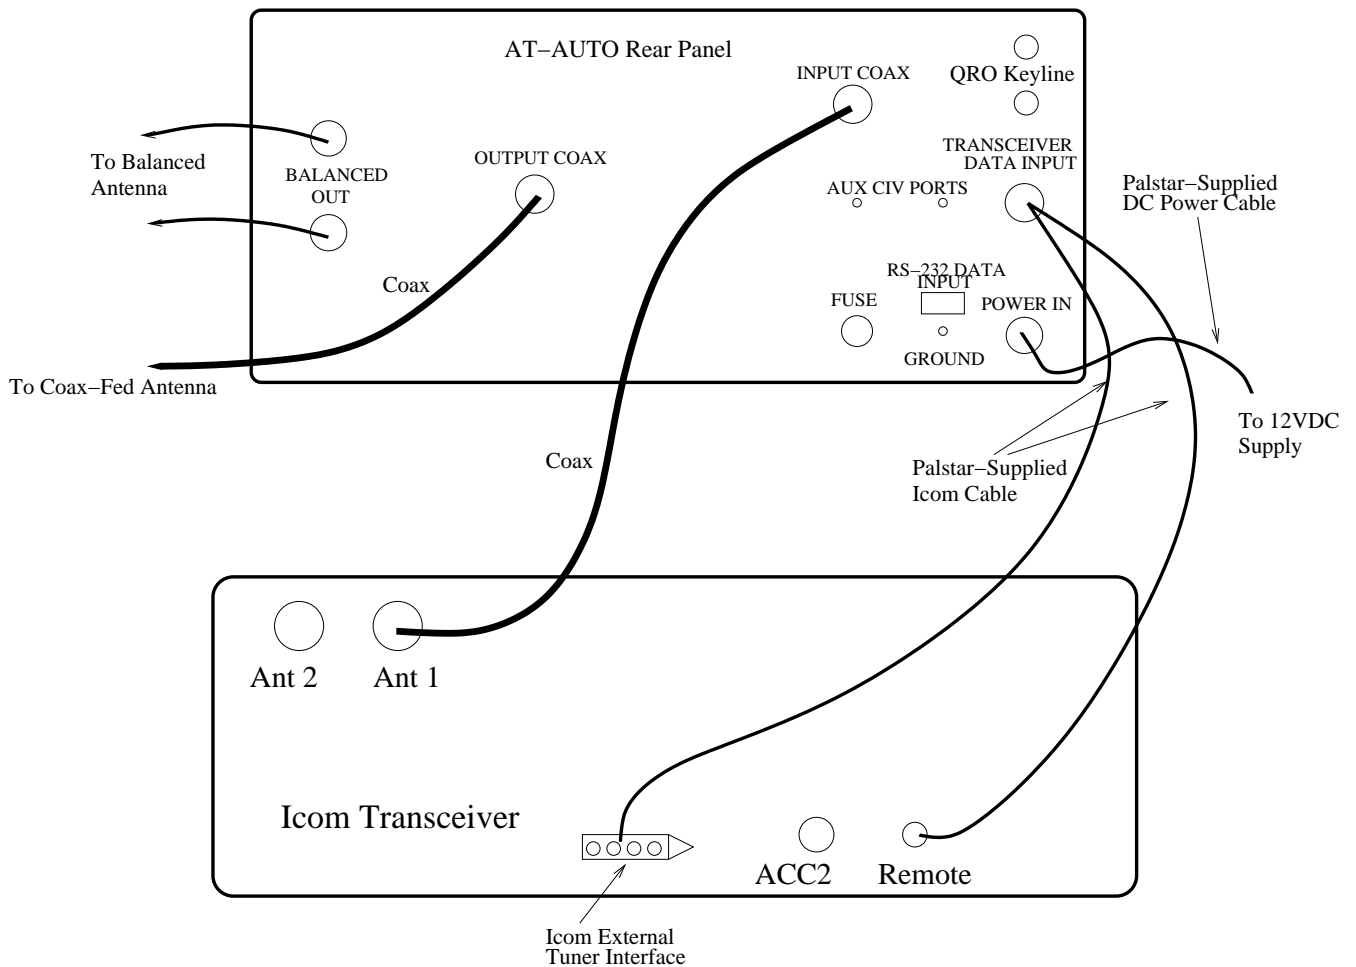 AT−AUTO Rear Panel
INPUT COAX
QRO Keyline
To Balanced
Antenna
BALANCED
OUT
OUTPUT COAX
TRANSCEIVER
DATA INPUT
AUX CIV PORTS
Palstar−Supplied
DC Power Cable
Coax
RS−232 DATA
INPUT
FUSE
POWER IN
GROUND
To Coax−Fed Antenna
To 12VDC
Supply
Coax
Palstar−Supplied
Icom Cable
Ant 2
Ant 1
Icom Transceiver
ACC2
Remote
Icom External
Tuner Interface